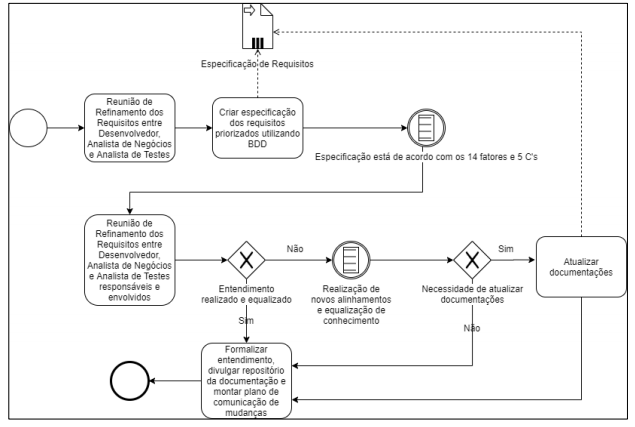 Especificação de Requisitos
Reunião de
Refinamento dos
Requisitos entre
Desenvolvedor,
Analista de Negócios
e Analista de Testes
Criar especificação
dos requisitos
priorizados utilizando
BDD
Especificação está de acordo com os 14 fatores e 5 C's
Reunião de
Refinamento dos
Requisitos entre
Desenvolvedor,
Analista de Negócios
e Analista de Testes
responsáveis e
envolvidos
Entendimento
realizado e equalizado
Não
Sim
Realização de
novos alinhamentos
e equalização de
conhecimento
Necessidade de atualizar
documentações
Sim
Não
Atualizar
documentações
Formalizar
entendimento,
divulgar repositório
da documentação e
montar plano de
comunicação de
mudanças